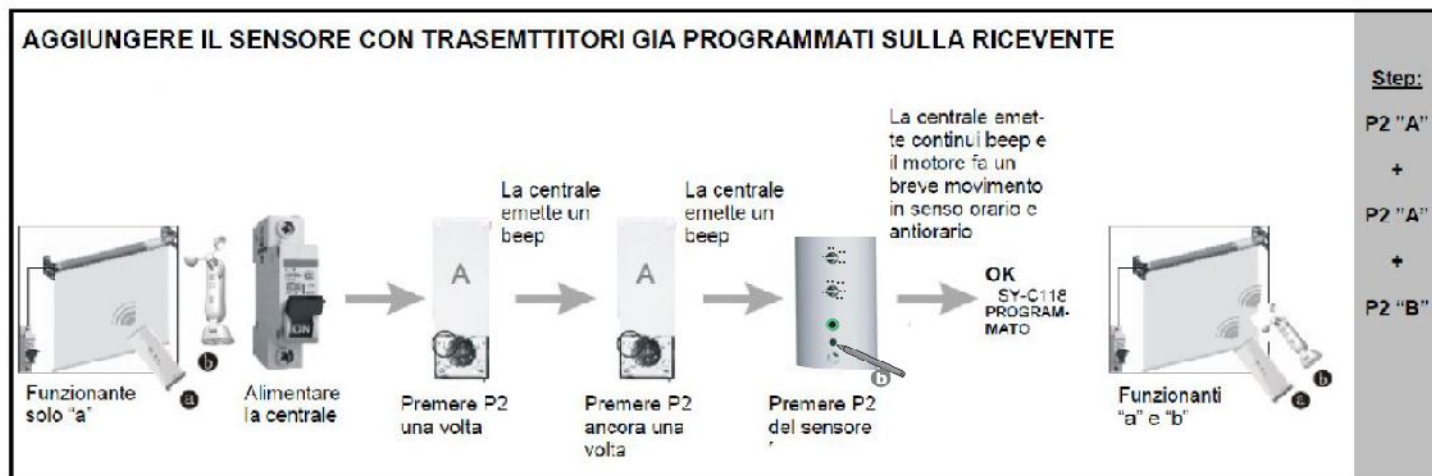 AGGIUNGERE IL SENSORE CON TRASEMTTITORI GIA PROGRAMMATI SULLA RICEVENTE
Funzionante
solo "a"
a
b
ON
Alimentare
la centrale
A
Premere P2
una volta
La centrale
emette un
beep
A
Premere P2
ancora una
volta
La centrale
emette un
beep
b
Premere P2
del sensore
La centrale emet-
te continui beep e
il motore fa un
breve movimento
in senso orario e
antiorario
OK
SY-C118
PROGRAM-
MATO
b
a
Funzionanti
"a" e "b"
Step:
P2 "A"
+
P2 "A"
+
P2 "B"